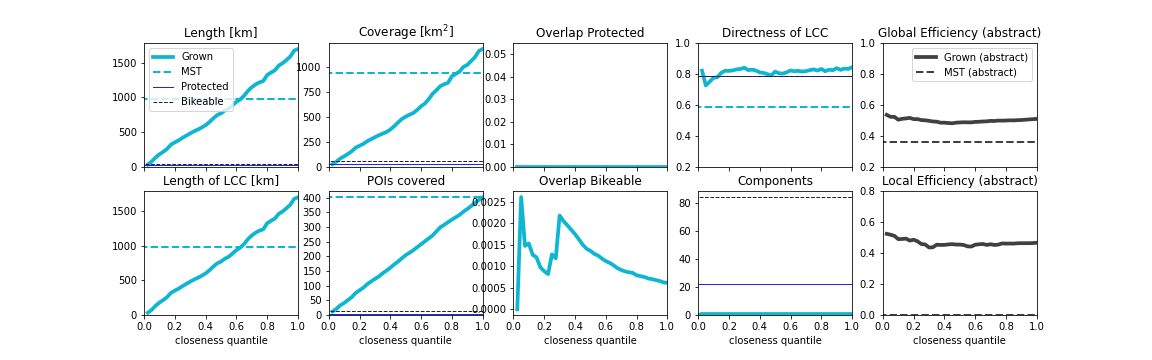 Length [km]
Coverage [km²]
Overlap Protected
Directness of LCC
Global Efficiency (abstract)
1500
1000
500
0
Grown
MST
Protected
Bikeable
1000
750
500
250
0
0.05
0.04
0.03
0.02
0.01
0.00
1.0
0.8
0.6
0.4
0.2
1.0
0.8
0.6
0.4
0.2
Grown (abstract)
MST (abstract)
Length of LCC [km]
POIs covered
Overlap Bikeable
Components
Local Efficiency (abstract)
1500
1000
500
0
400
350
300
250
200
150
100
50
0
0.0025
0.0020
0.0015
0.0010
0.0005
0.0000
80
60
40
20
0
0.8
0.6
0.4
0.2
0.0
0.0 0.2 0.4 0.6 0.8 1.0
0.0 0.2 0.4 0.6 0.8 1.0
0.0 0.2 0.4 0.6 0.8 1.0
0.0 0.2 0.4 0.6 0.8 1.0
0.0 0.2 0.4 0.6 0.8 1.0
closeness quantile
closeness quantile
closeness quantile
closeness quantile
closeness quantile